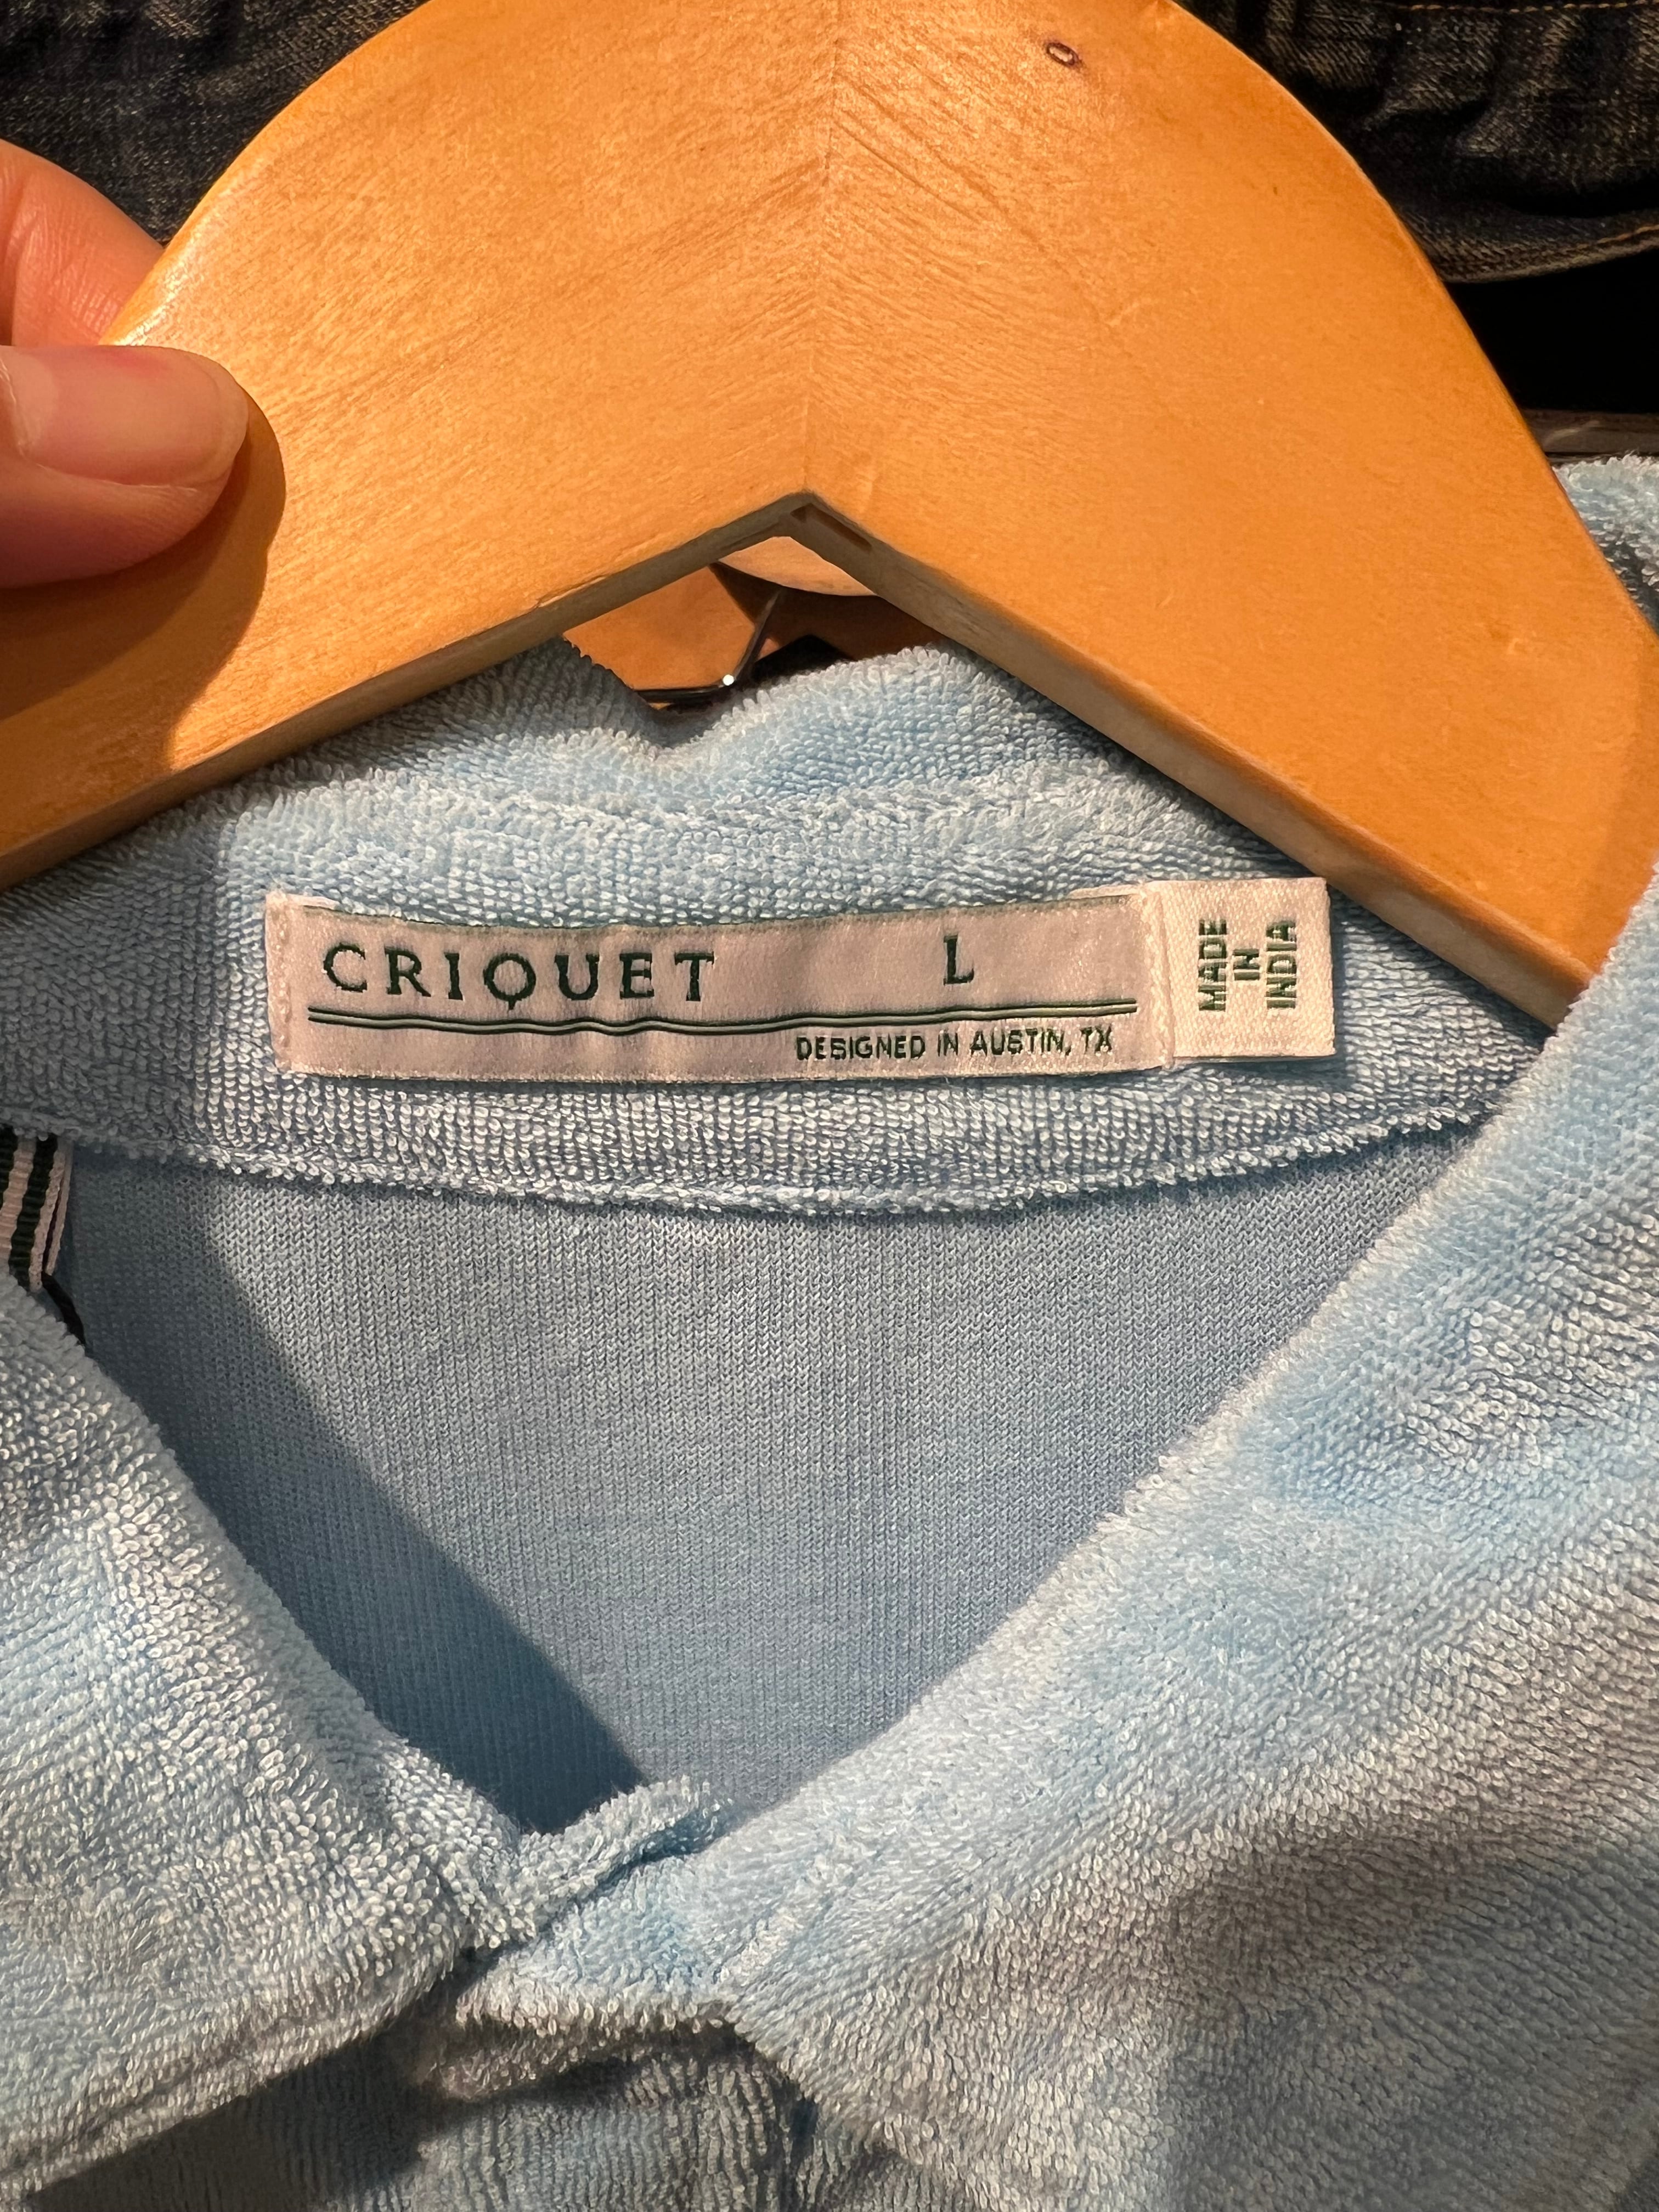 CRIQUET L
DESIGNED IN AUSTIN, TX
MADE
IN
INDIA